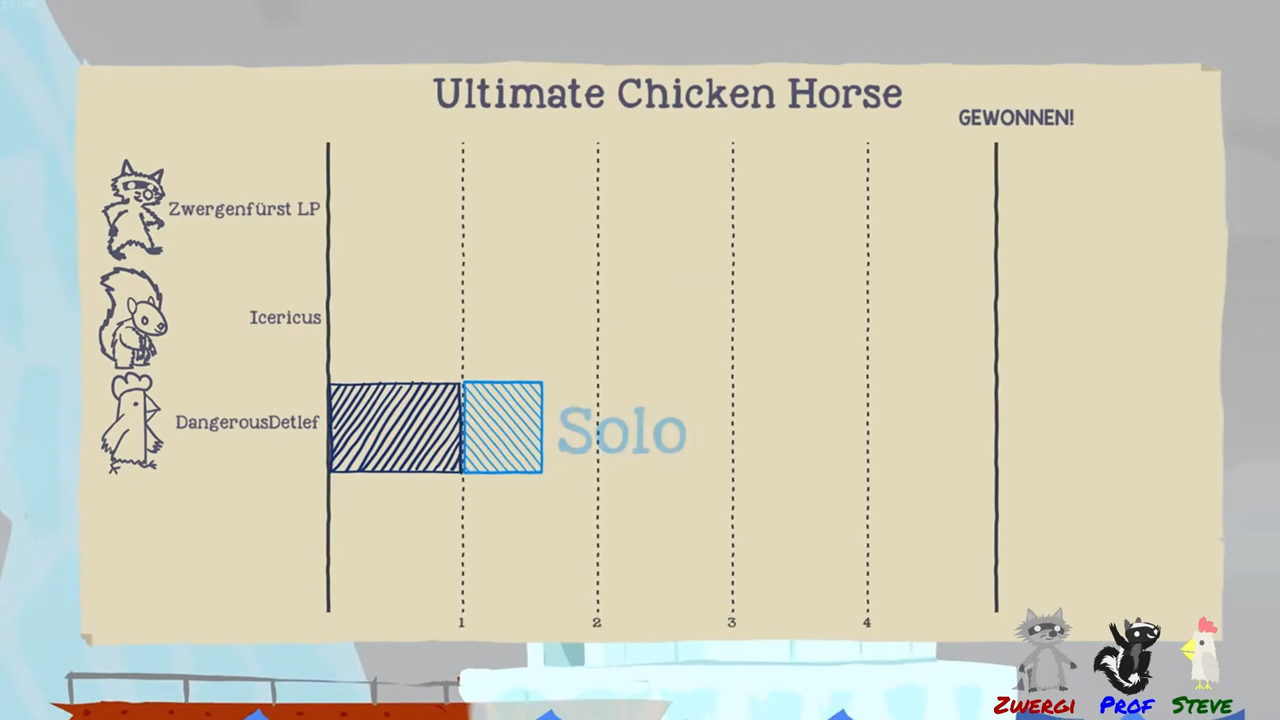 Ultimate Chicken Horse
GEWONNEN!
Zwergenfürst LP
Icericus
DangerousDetlef
Solo
1 2 3 4
Zwergi Prof Steve